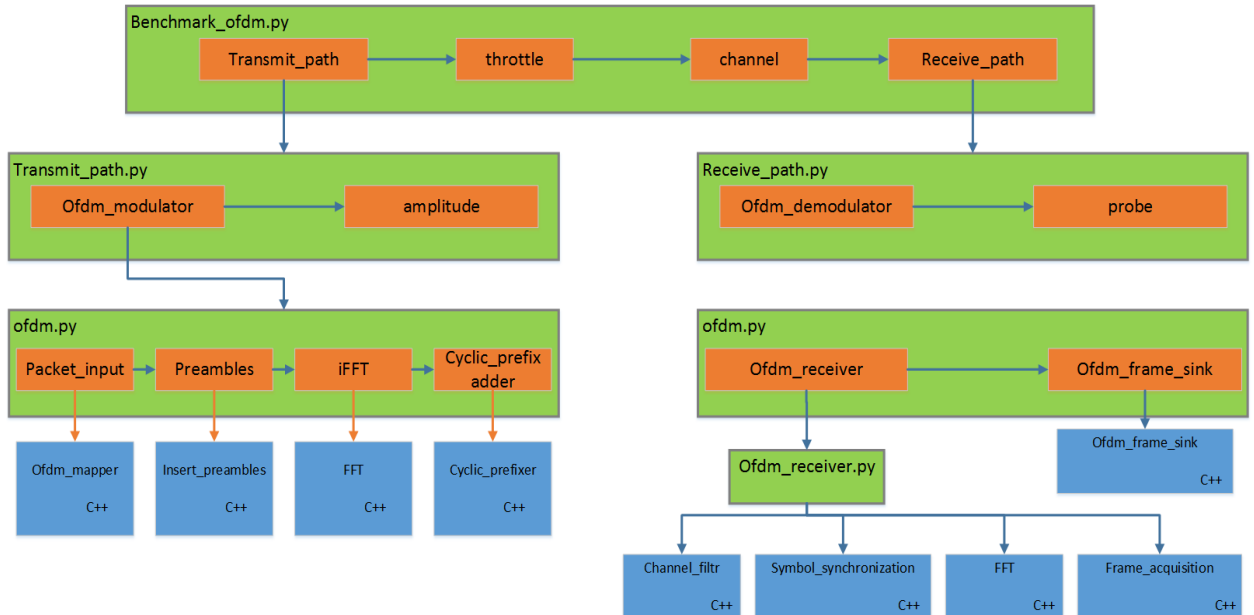 Benchmark_ofdm.py
Transmit_path
throttle
channel
Receive_path
Transmit_path.py
Ofdm_modulator
amplitude
Receive_path.py
Ofdm_demodulator
probe
ofdm.py
Packet_input
Preambles
iFFT
Cyclic_prefix
adder
ofdm.py
Ofdm_receiver
Ofdm_frame_sink
Ofdm_mapper
C++
Insert_preambles
C++
FFT
C++
Cyclic_prefixer
C++
Ofdm_receiver.py
Ofdm_frame_sink
C++
Channel_filtr
C++
Symbol_synchronization
C++
FFT
C++
Frame_acquisition
C++